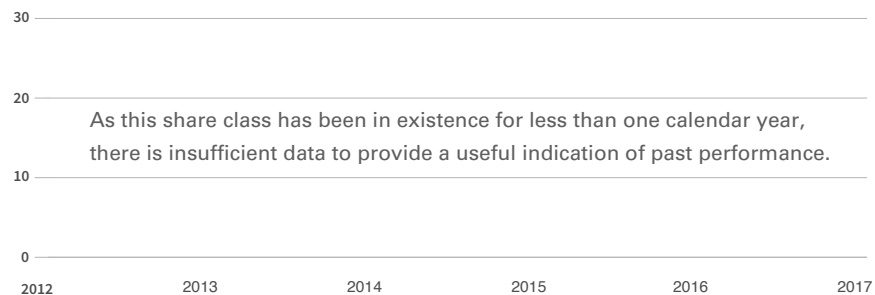 30
20
As this share class has been in existence for less than one calendar year,
there is insufficient data to provide a useful indication of past performance.
10
0
2012 2013 2014 2015 2016 2017